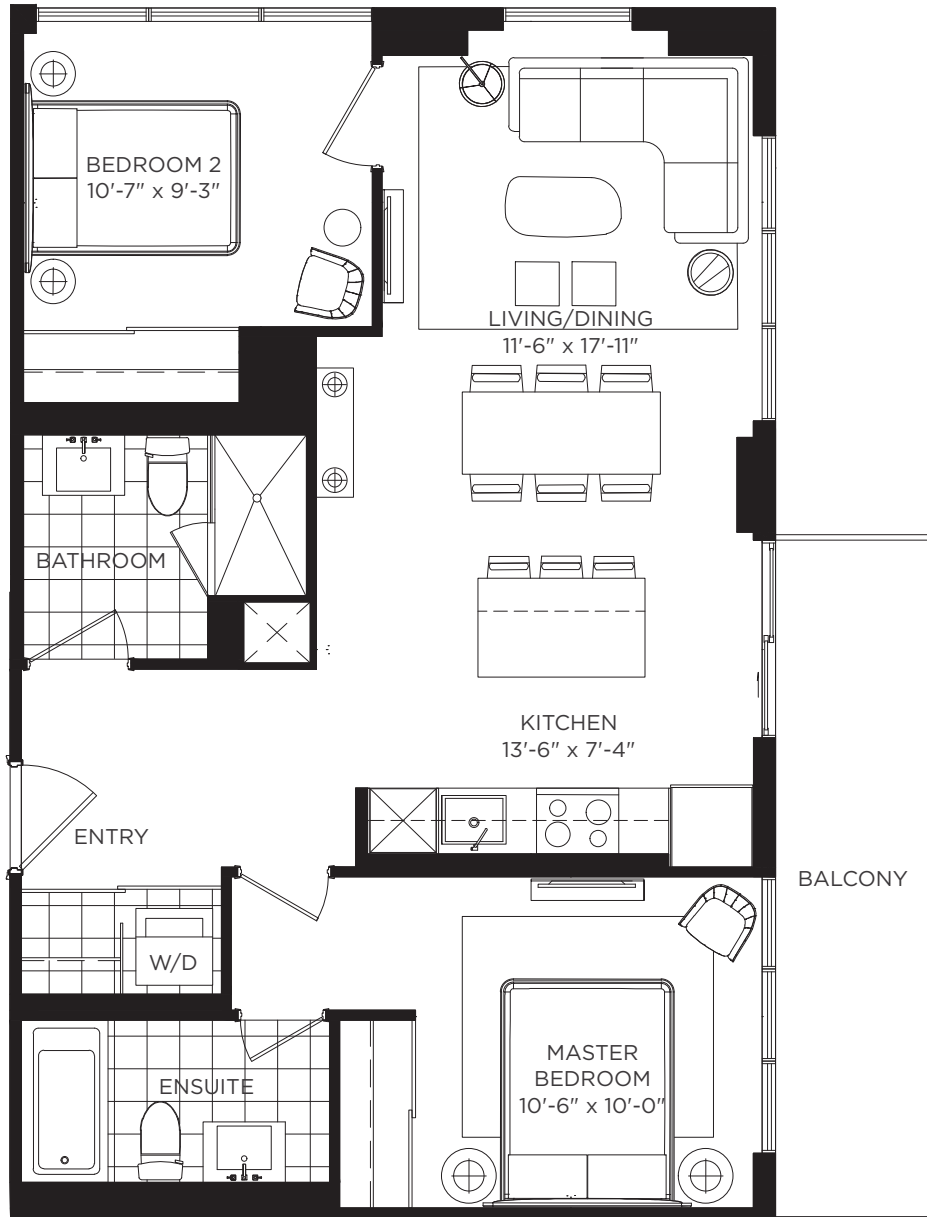 BEDROOM 2
10'-7" x 9'-3"
LIVING/DINING
11'-6" x 17'-11"
BATHROOM
KITCHEN
13'-6" x 7'-4"
ENTRY
BALCONY
W/D
MASTER
BEDROOM
10'-6" x 10'-0"
ENSUITE